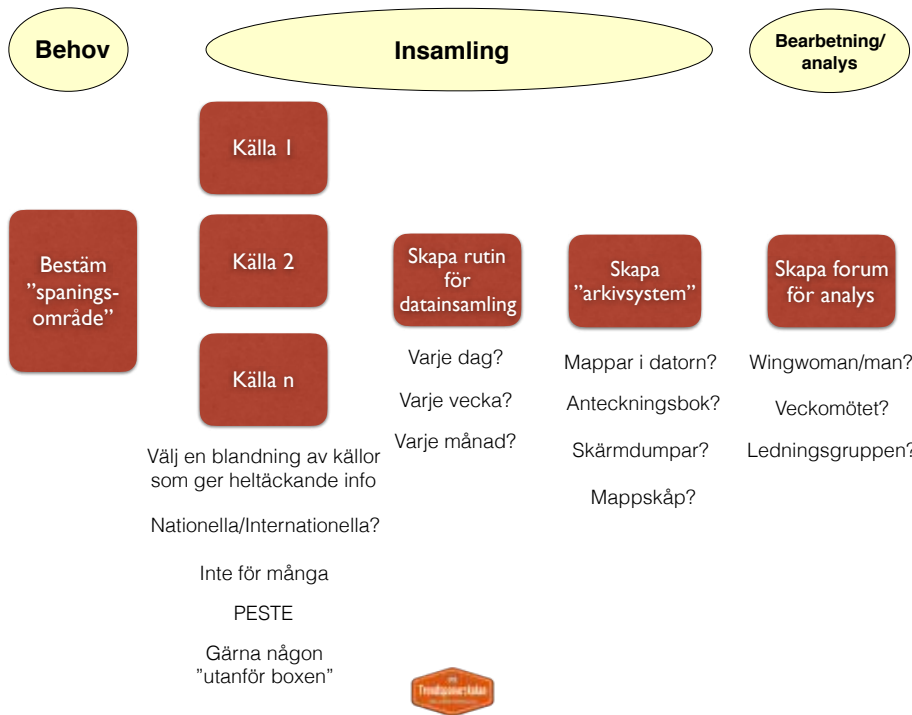 Behov
Insamling
Bearbetning/
analys
Källa 1
Källa 2
Källa n
Bestäm
”spanings-
område”
Skapa rutin
för
datainsamling
Skapa
”arkivsystem”
Skapa forum
för analys
Välj en blandning av källor
som ger heltäckande info
Nationella/Internationella?
Inte för många
PESTE
Gärna någon
”utanför boxen”
Varje dag?
Varje vecka?
Varje månad?
Mappar i datorn?
Anteckningsbok?
Skärmdumpar?
Mappskåp?
Wingwoman/man?
Veckomötet?
Ledningsgruppen?